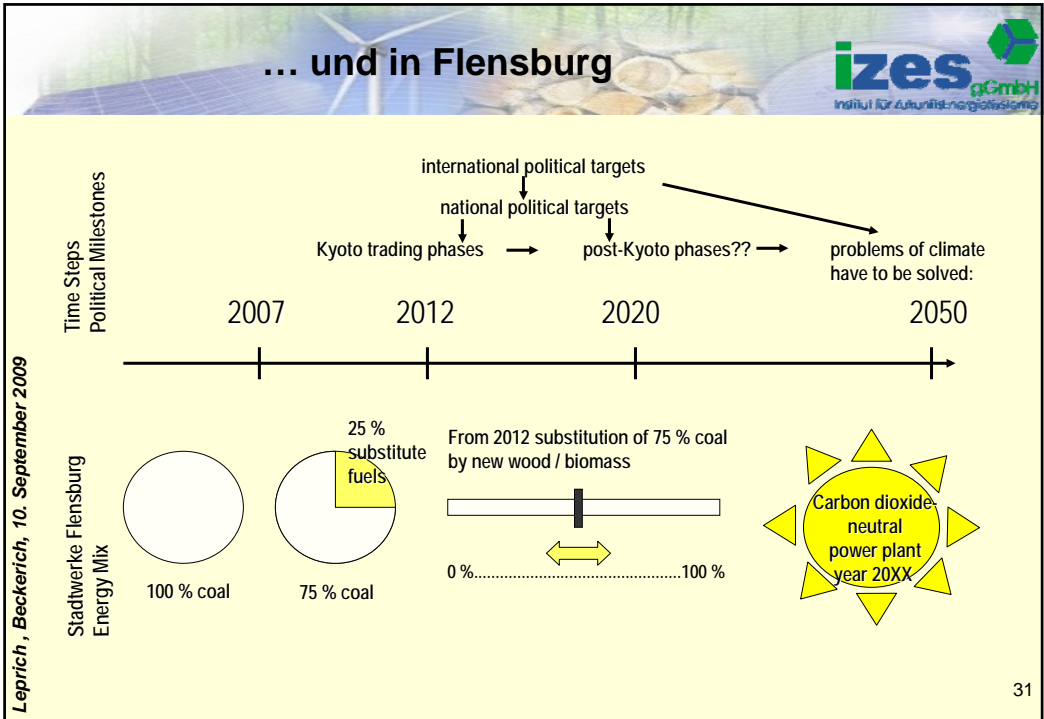 … und in Flensburg
izes
gGmbH
Institut für ZukunftsEnergieSysteme
international political targets
national political targets
Kyoto trading phases
post-Kyoto phases??
problems of climate
have to be solved:
Time Steps
Political Milestones
2007
2012
2020
2050
Stadtwerke Flensburg
Energy Mix
100 % coal
25 %
substitute
fuels
75 % coal
From 2012 substitution of 75 % coal
by new wood / biomass
0 %.................................................100 %
Carbon dioxide-
neutral
power plant
year 20XX
Leprich , Beckerich, 10. September 2009
31